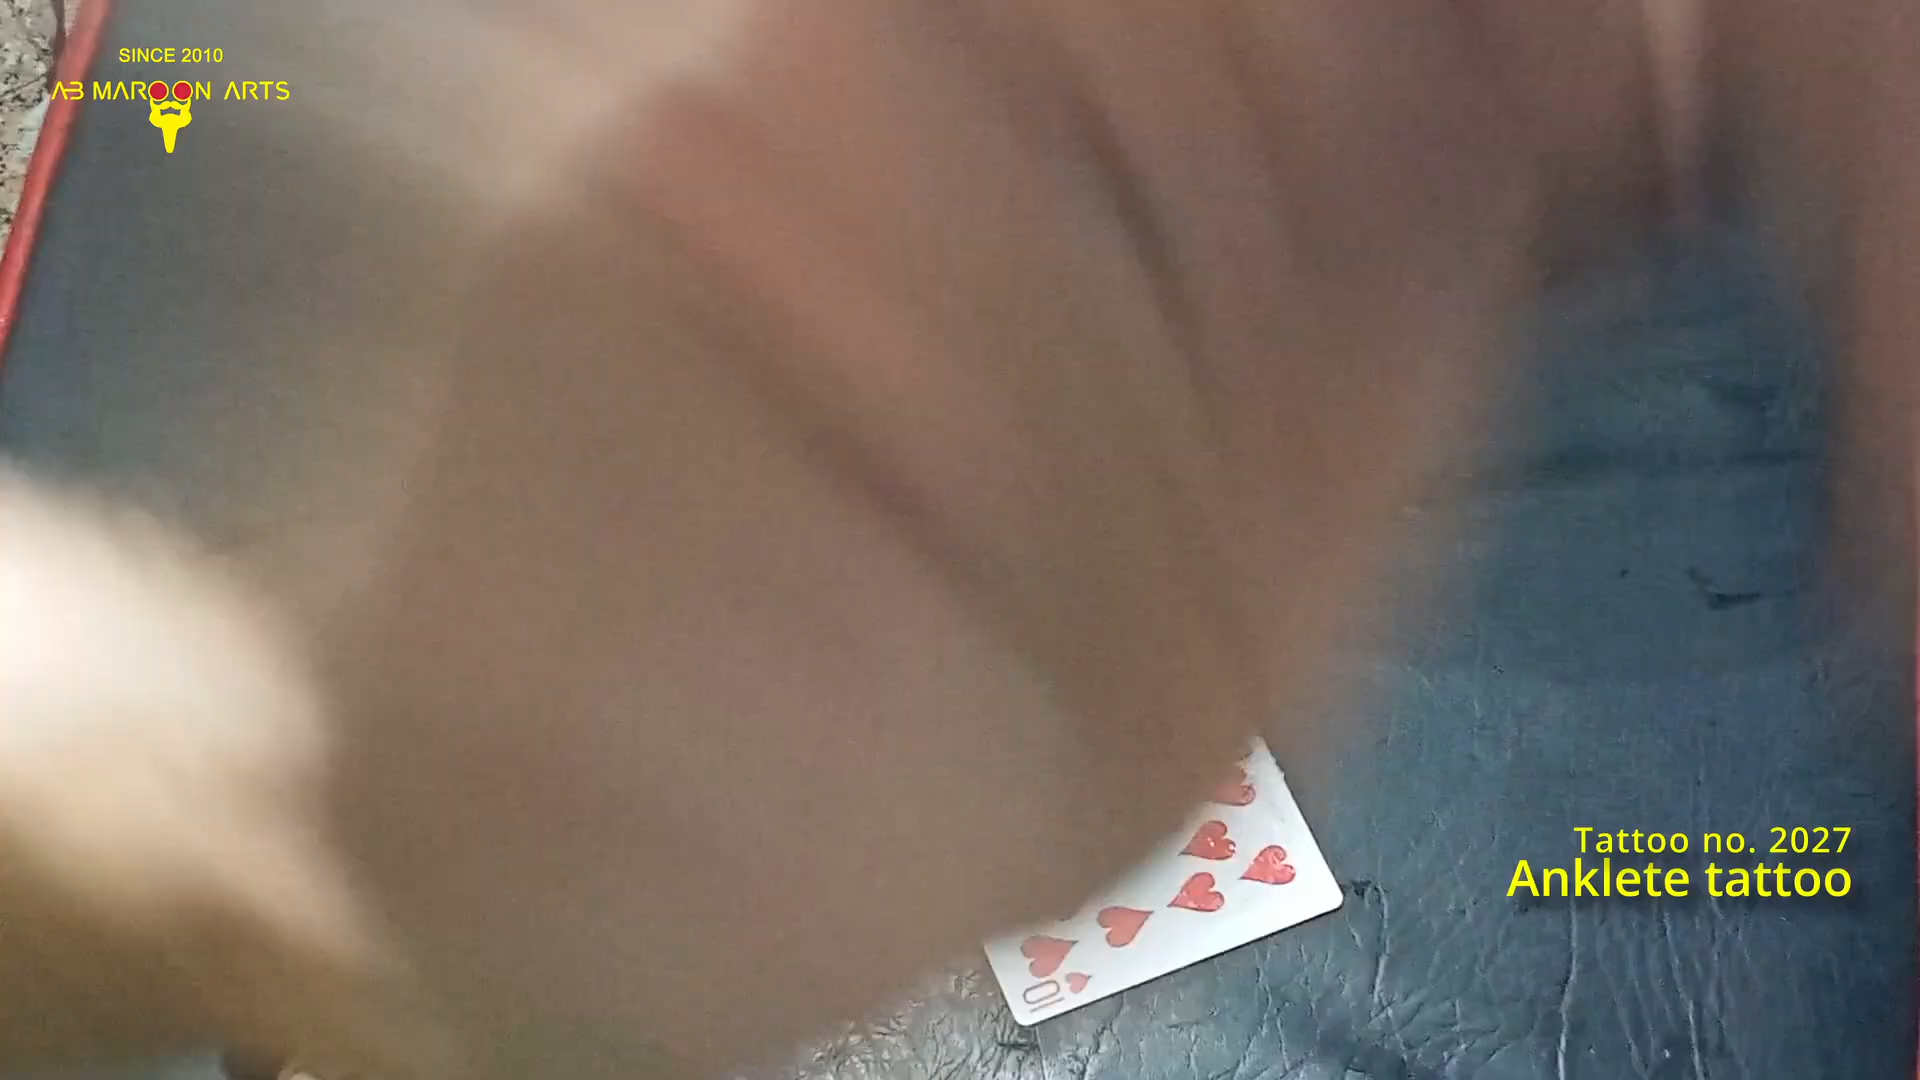 SINCE 2010
AB MAROON ARTS
Tattoo no. 2027
Anklete tattoo
10